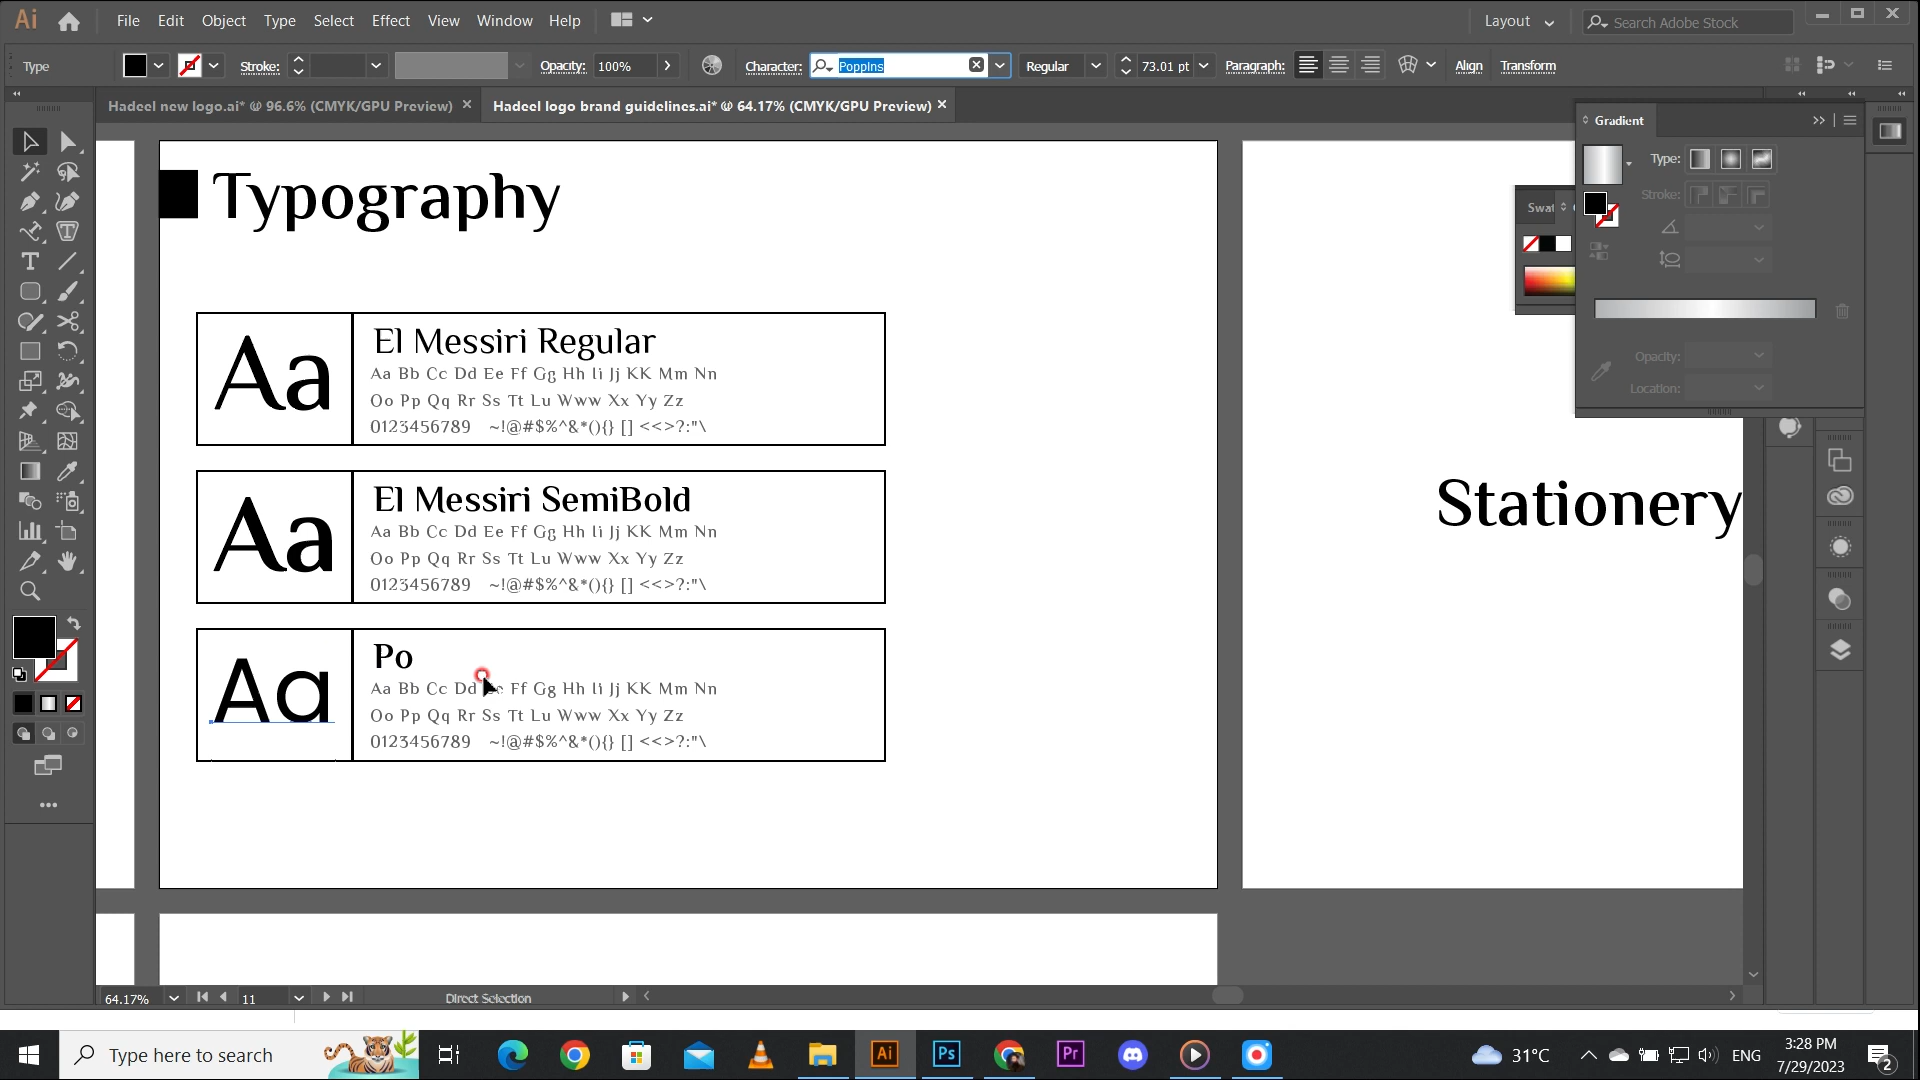 Ai File Edit Object Type Select Effect View Window Help Layout Search Adobe Stock
Type Stroke: Opacity: 100% Character: Poppins Regular 73.01 pt Paragraph: Align Transform
Hadeel new logo.ai* @ 96.6% (CMYK/GPU Preview) × Hadeel logo brand guidelines.ai* @ 64.17% (CMYK/GPU Preview) ×
Gradient
Type:
Stroke:
Swat
Opacity:
Location:
Typography
Aa
El Messiri Regular
Aa Bb Cc Dd Ee Ff Gg Hh Ii Jj KK Mm Nn
Oo Pp Qq Rr Ss Tt Lu Www Xx Yy Zz
0123456789 ~!@#$%^&*(){} [] <<>?:"\
Aa
El Messiri SemiBold
Aa Bb Cc Dd Ee Ff Gg Hh Ii Jj KK Mm Nn
Oo Pp Qq Rr Ss Tt Lu Www Xx Yy Zz
0123456789 ~!@#$%^&*(){} [] <<>?:"\
Aa
Po
Aa Bb Cc Dd Ff Gg Hh Ii Jj KK Mm Nn
Oo Pp Qq Rr Ss Tt Lu Www Xx Yy Zz
0123456789 ~!@#$%^&*(){} [] <<>?:"\
Stationery
64.17% 11 Direct Selection
Type here to search Ai Ps Pr 31°C ENG 3:28 PM
7/29/2023 2